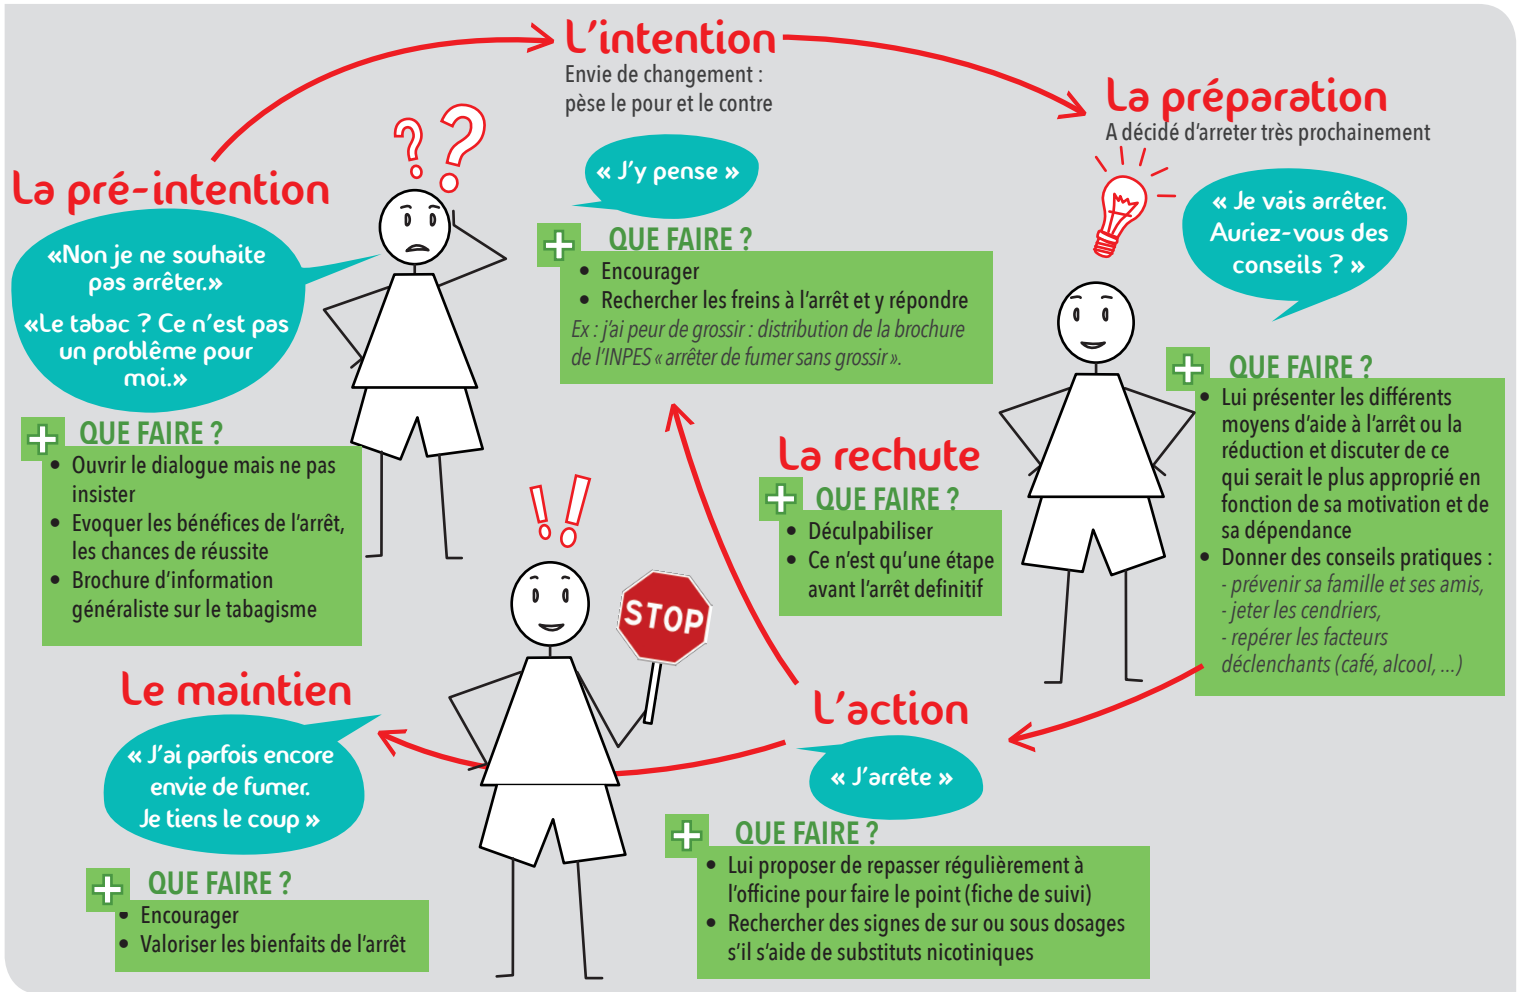 L'intention
Envie de changement :
pèse le pour et le contre
« J'y pense »
QUE FAIRE ?
• Encourager
• Rechercher les freins à l'arrêt et y répondre
Ex : j'ai peur de grossir : distribution de la brochure
de l'INPES « arrêter de fumer sans grossir ».
La préparation
A décidé d'arreter très prochainement
« Je vais arrêter.
Auriez-vous des
conseils ? »
QUE FAIRE ?
• Lui présenter les différents
moyens d'aide à l'arrêt ou la
réduction et discuter de ce
qui serait le plus approprié en
fonction de sa motivation et de
sa dépendance
• Donner des conseils pratiques :
- prévenir sa famille et ses amis,
- jeter les cendriers,
- repérer les facteurs
déclenchants (café, alcool, ...)
La pré-intention
«Non je ne souhaite
pas arrêter.»
«Le tabac ? Ce n'est pas
un problême pour
moi.»
QUE FAIRE ?
• Ouvrir le dialogue mais ne pas
insister
• Evoquer les bénéfices de l'arrêt,
les chances de réussite
• Brochure d'information
généraliste sur le tabagisme
La rechute
QUE FAIRE ?
• Déculpabiliser
• Ce n'est qu'une étape
avant l'arrêt definitif
STOP
L'action
« J'arrête »
QUE FAIRE ?
• Lui proposer de repasser régulièrement à
l'officine pour faire le point (fiche de suivi)
• Rechercher des signes de sur ou sous dosages
s'il s'aide de substituts nicotiniques
Le maintien
« J'ai parfois encore
envie de fumer.
Je tiens le coup »
QUE FAIRE ?
• Encourager
• Valoriser les bienfaits de l'arrêt